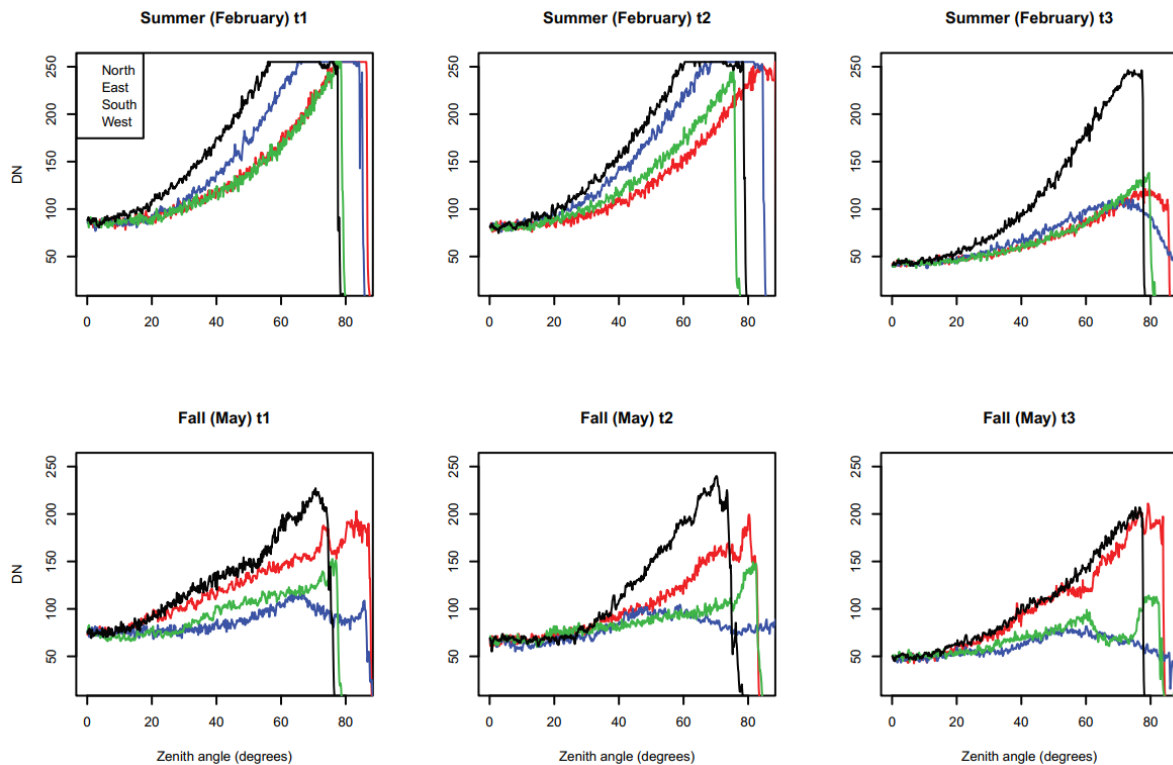 Summer (February) t1
Summer (February) t2
Summer (February) t3
DN
250
200
150
100
50
North
East
South
West
0 20 40 60 80
250
200
150
100
50
0 20 40 60 80
250
200
150
100
50
0 20 40 60 80
Fall (May) t1
Fall (May) t2
Fall (May) t3
DN
250
200
150
100
50
0 20 40 60 80
Zenith angle (degrees)
250
200
150
100
50
0 20 40 60 80
Zenith angle (degrees)
250
200
150
100
50
0 20 40 60 80
Zenith angle (degrees)